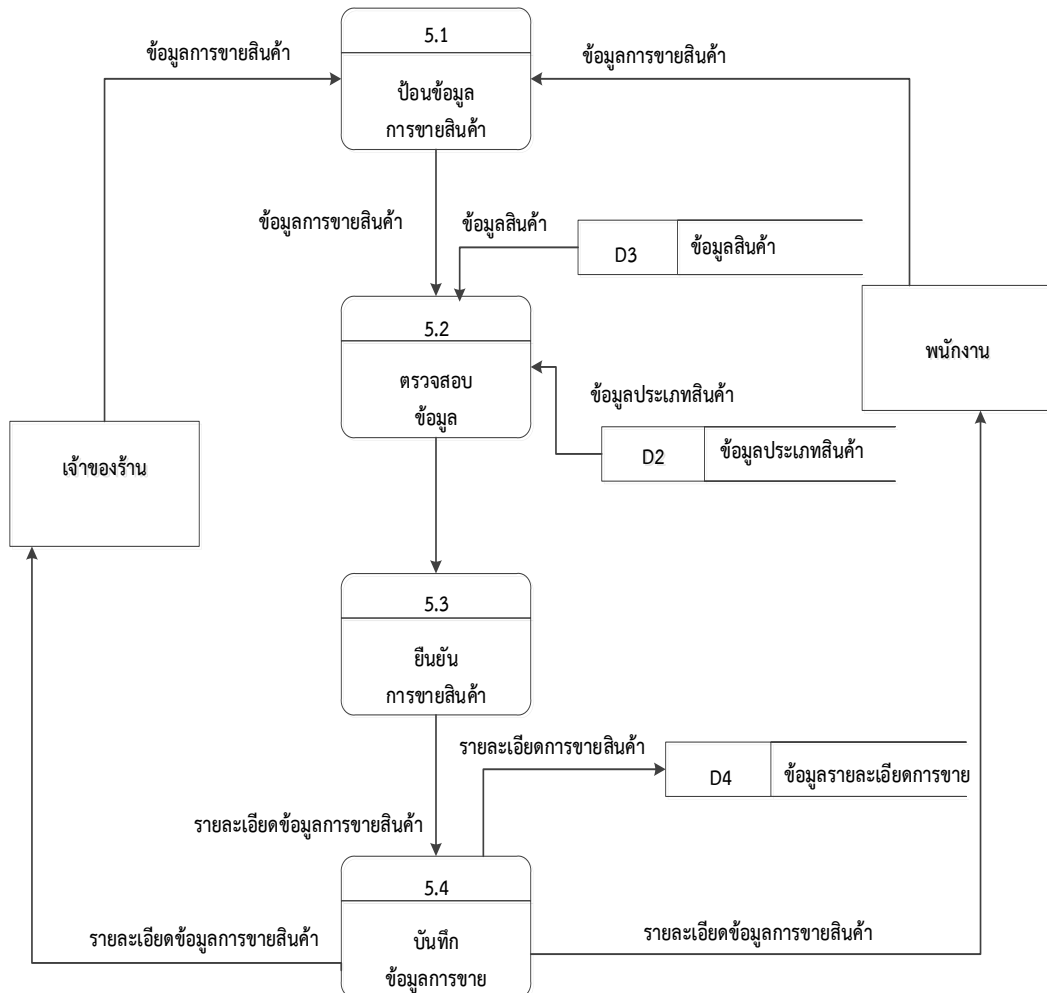 5.1
ข้อมูลการขายสินค้า
ข้อมูลการขายสินค้า
ป้อนข้อมูล
การขายสินค้า
ข้อมูลการขายสินค้า
ข้อมูลสินค้า
D3
ข้อมูลสินค้า
5.2
พนักงาน
ตรวจสอบ
ข้อมูล
ข้อมูลประเภทสินค้า
D2
ข้อมูลประเภทสินค้า
เจ้าของร้าน
5.3
ยืนยัน
การขายสินค้า
รายละเอียดการขายสินค้า
D4
ข้อมูลรายละเอียดการขาย
รายละเอียดข้อมูลการขายสินค้า
5.4
รายละเอียดข้อมูลการขายสินค้า
บันทึก
ข้อมูลการขาย
รายละเอียดข้อมูลการขายสินค้า